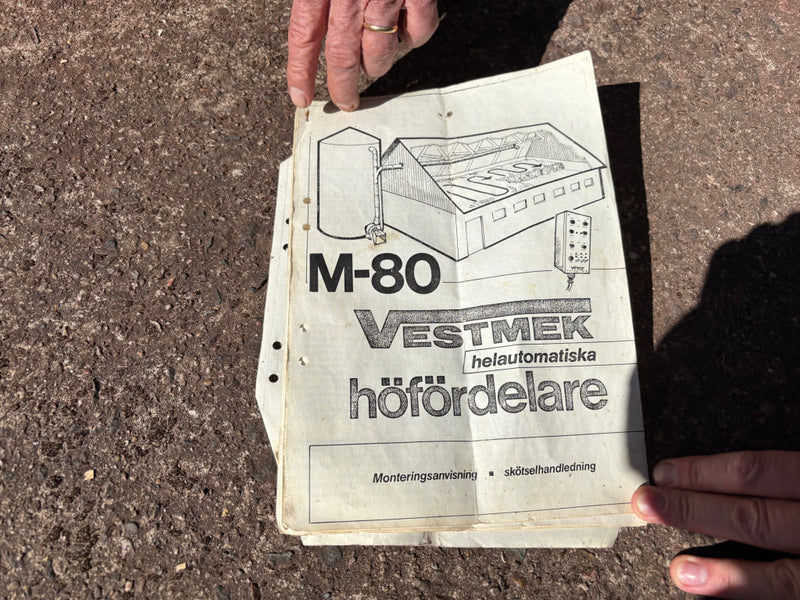 M-80
VESTMEK
helautomatiska
höfördelare
Monteringsanvisning • skötselhandledning